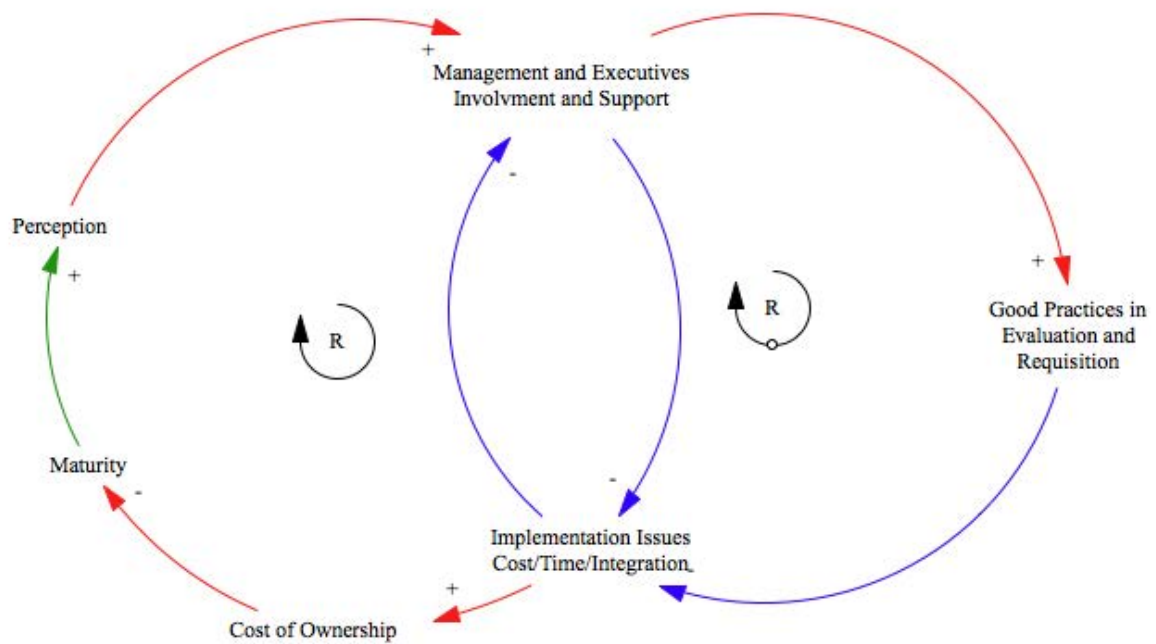 +
Management and Executives
Involvment and Support
-
Perception
+
+
R
R
Good Practices in
Evaluation and
Requisition
Maturity
-
-
Implementation Issues
Cost/Time/Integration-
+
Cost of Ownership